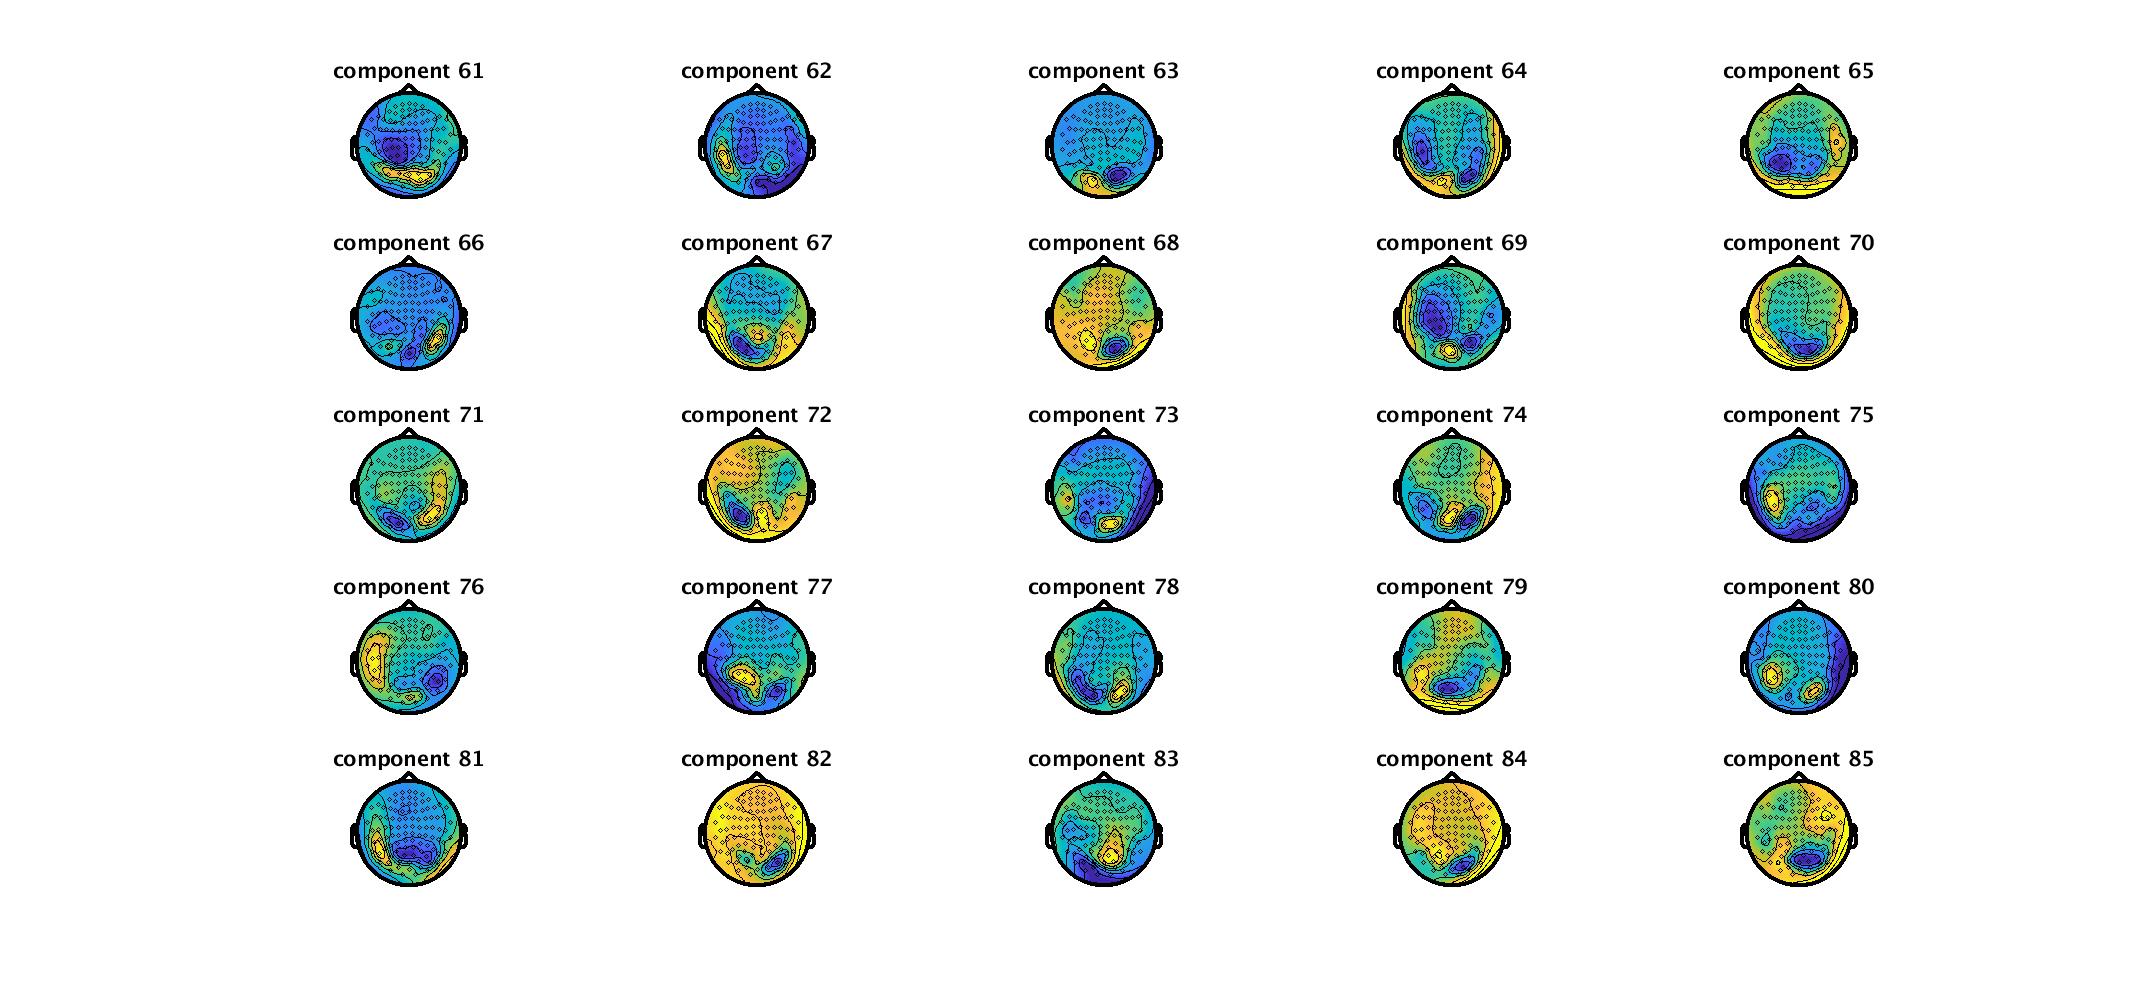 component 61
component 62
component 63
component 64
component 65
component 66
component 67
component 68
component 69
component 70
component 71
component 72
component 73
component 74
component 75
component 76
component 77
component 78
component 79
component 80
component 81
component 82
component 83
component 84
component 85